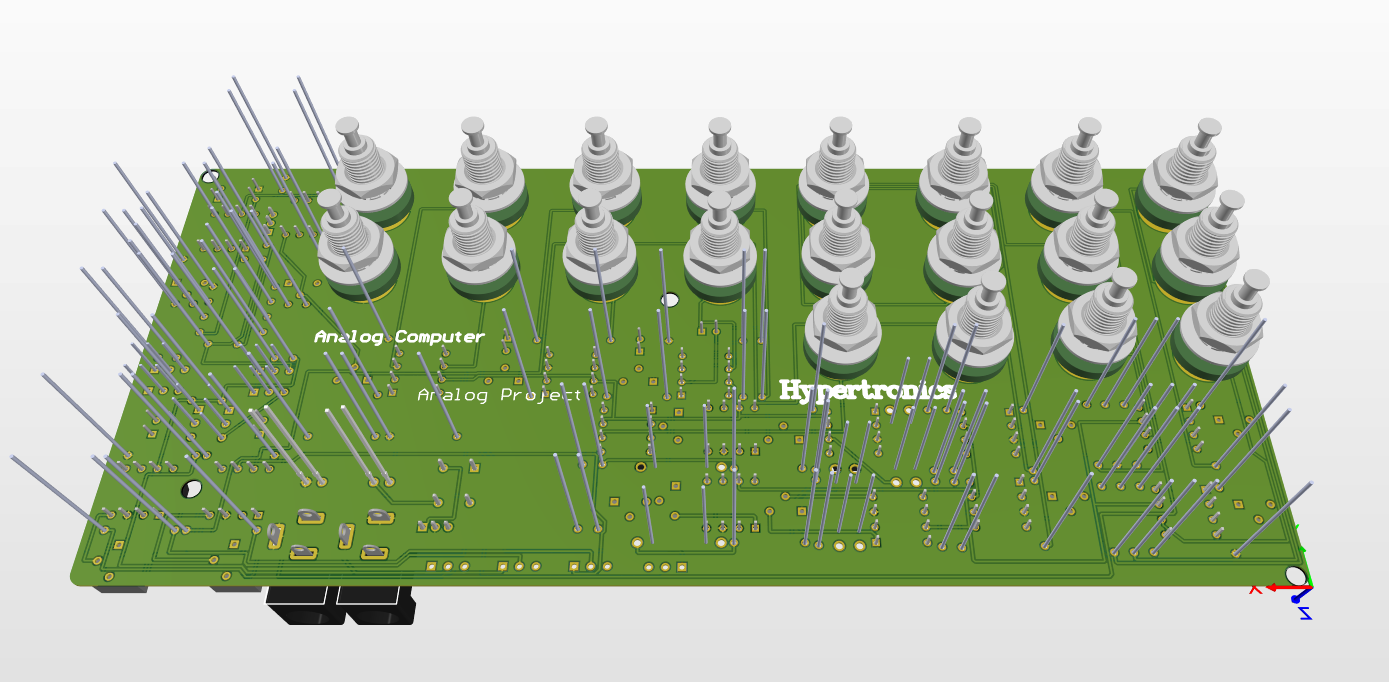 Analog Computer
Hypertronics
Analog Project
X
Z